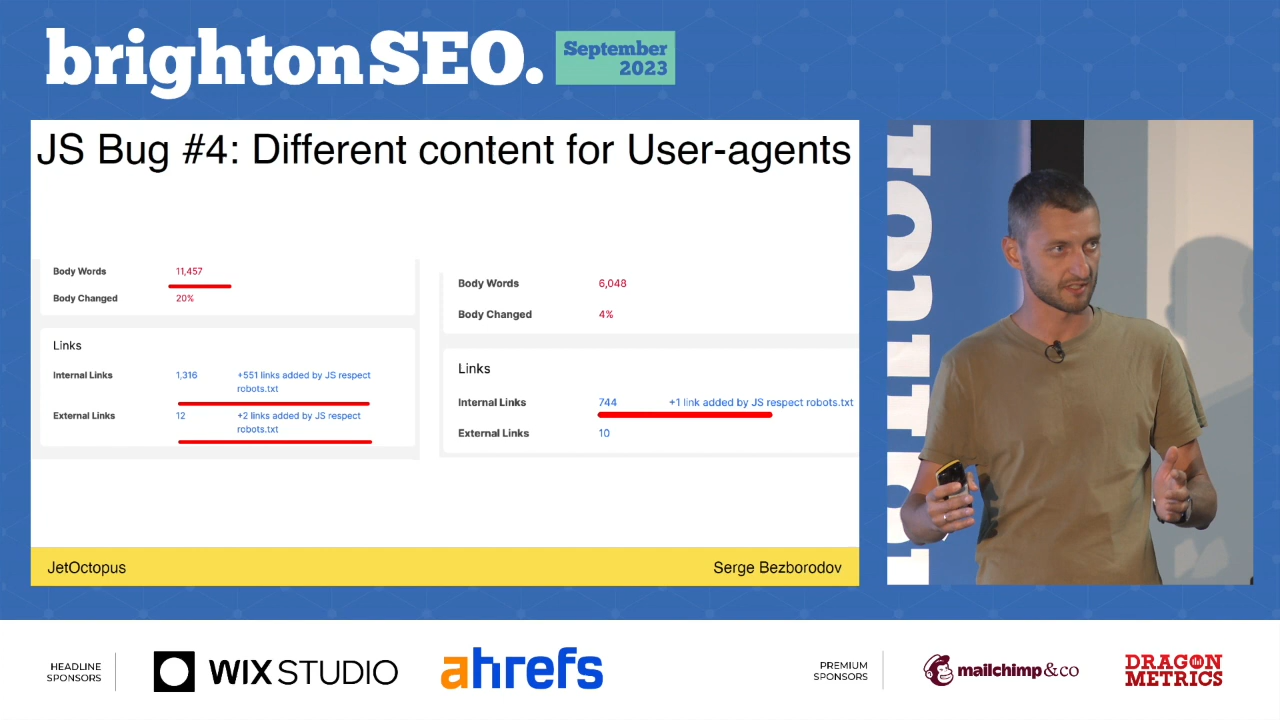 brightonSEO.
September
2023
JS Bug #4: Different content for User-agents
Body Words 11,457
Body Changed 20%
Links
Internal Links 1,316 +551 links added by JS respect
robots.txt
External Links 12 +2 links added by JS respect
robots.txt
Body Words 6,048
Body Changed 4%
Links
Internal Links 744 +1 link added by JS respect robots.txt
External Links 10
JetOctopus Serge Bezborodov
HEADLINE
SPONSORS
WIX STUDIO
ahrefs
PREMIUM
SPONSORS
mailchimp&co
DRAGON
METRICS